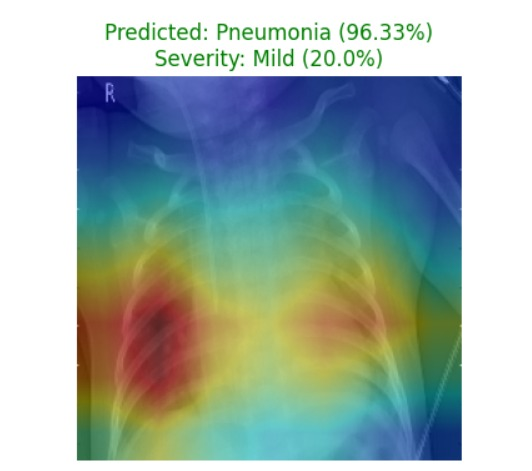 Predicted: Pneumonia (96.33%)
Severity: Mild (20.0%)
R